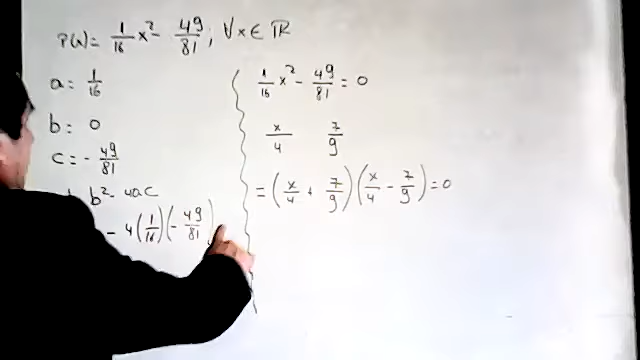 P(x) = 1/16 x² - 49/81 ; ∀x ∈ ℝ
a = 1/16
b = 0
c = - 49/81
b² - 4ac
- 4(1/16)(- 49/81)
1/16 x² - 49/81 = 0
x/4 7/9
= (x/4 + 7/9)(x/4 - 7/9) = 0